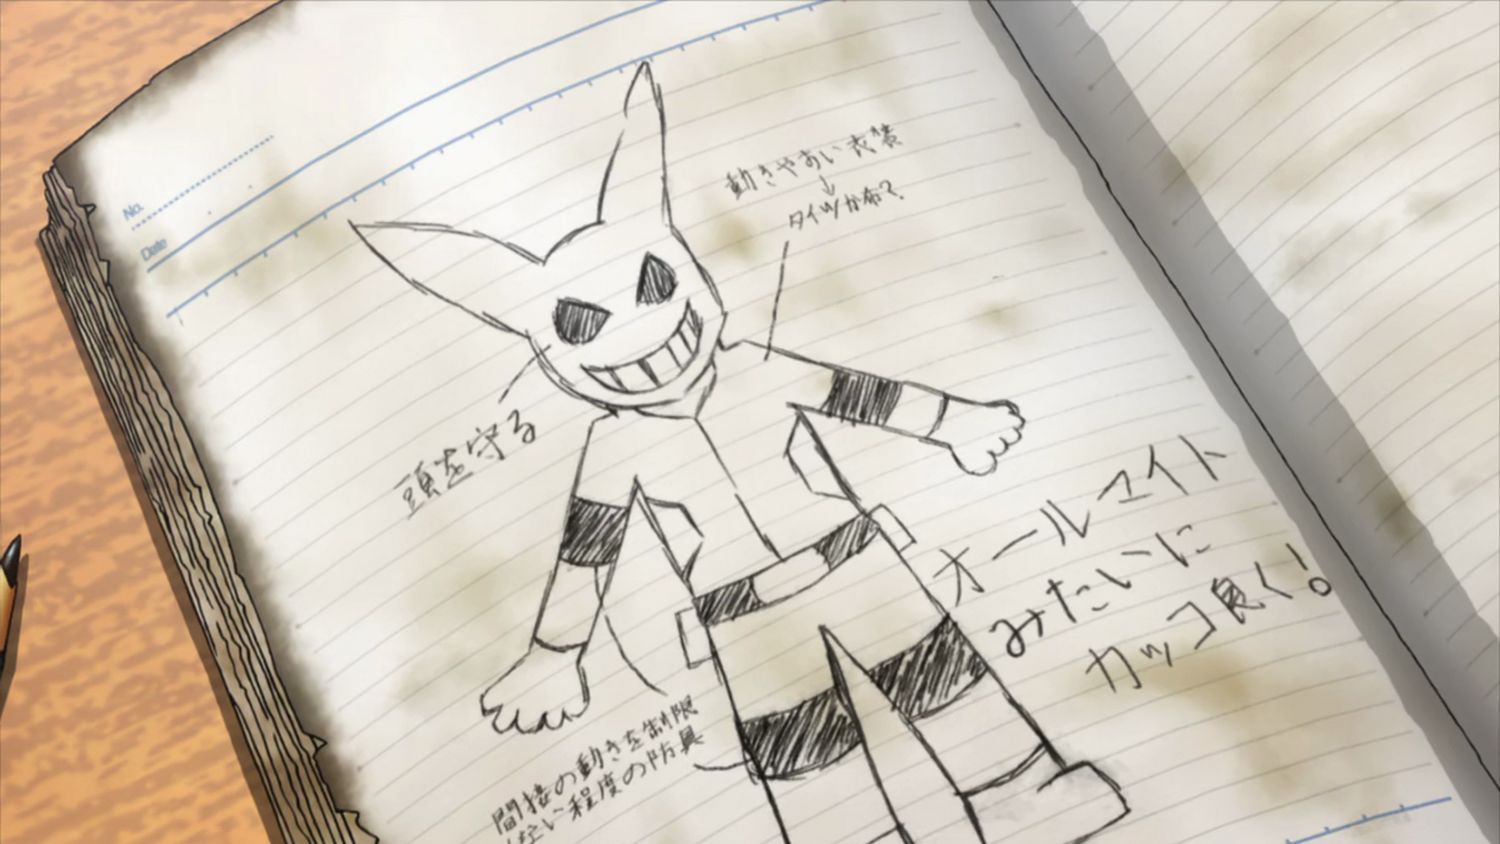 No.
Date
動きやすい衣装
↓
タイツか布?
頭を守る
オールマイト
みたいに
カッコ良く!
間接の動きを制限
しない程度の防具